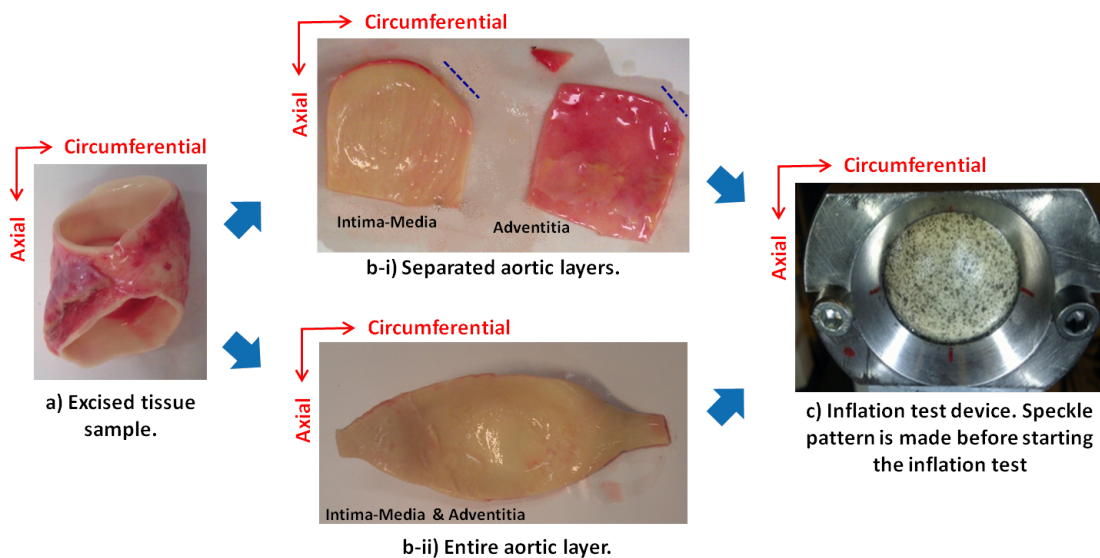 Circumferential
Axial
a) Excised tissue
sample.
Circumferential
Axial
Intima-Media
Adventitia
b-i) Separated aortic layers.
Circumferential
Axial
Intima-Media & Adventitia
b-ii) Entire aortic layer.
Circumferential
Axial
c) Inflation test device. Speckle
pattern is made before starting
the inflation test